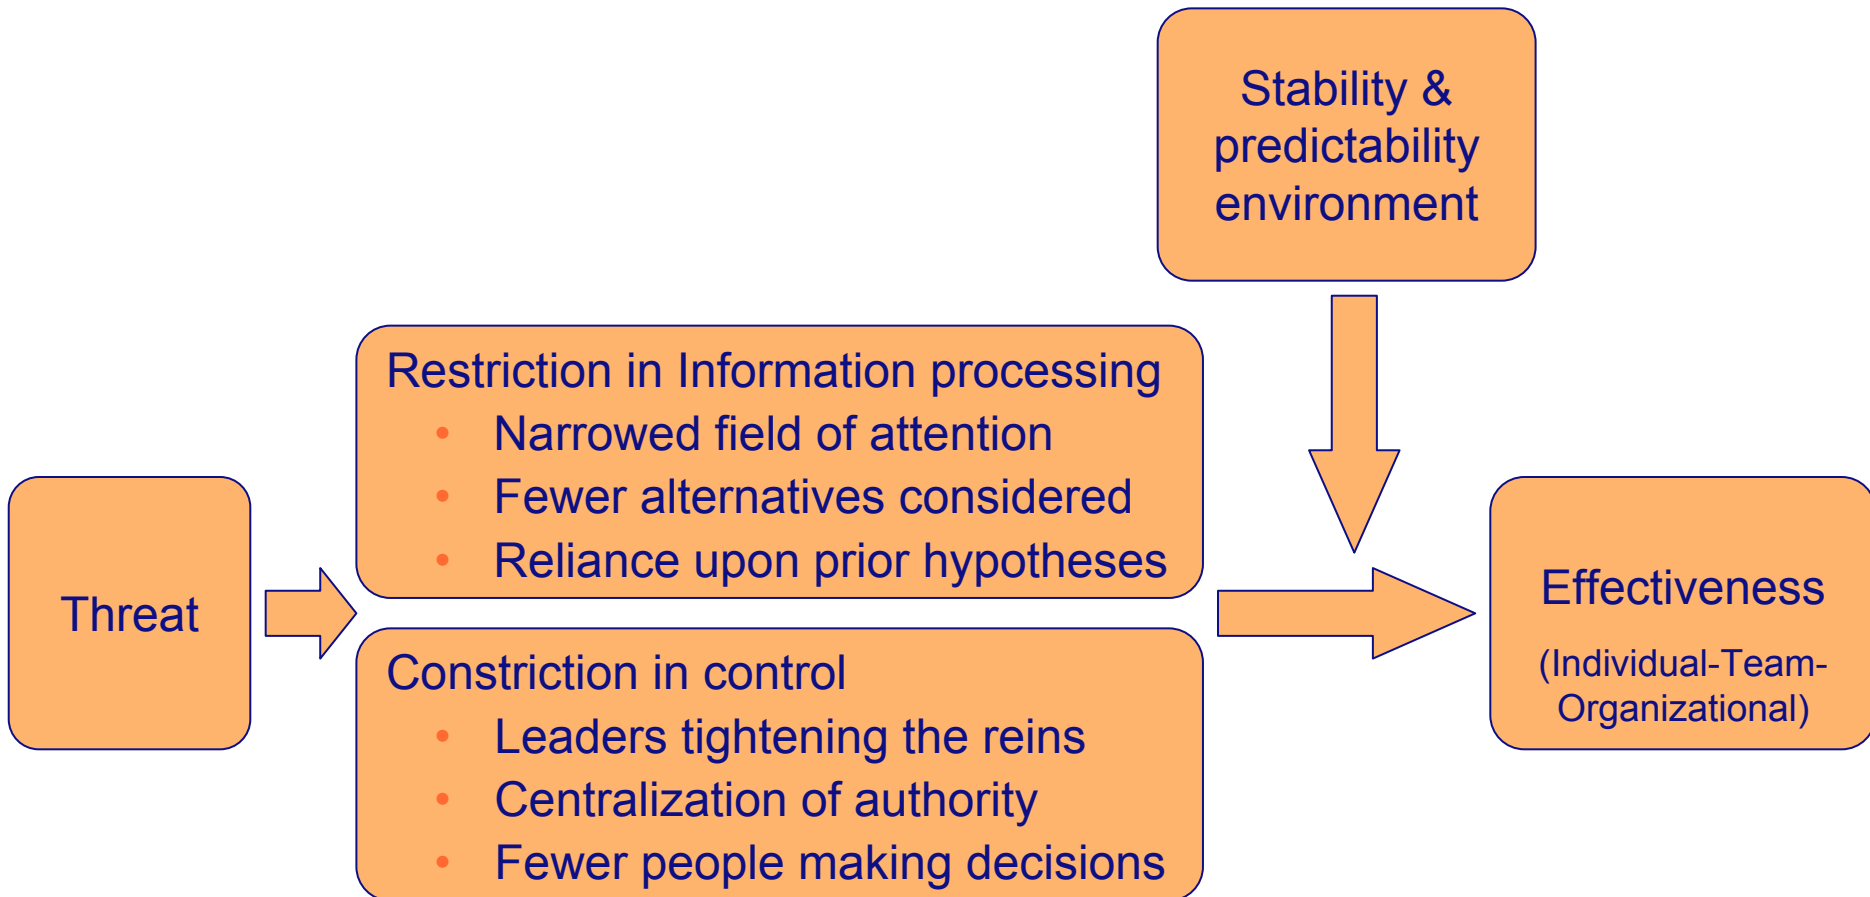 Stability &
predictability
environment
Restriction in Information processing
• Narrowed field of attention
• Fewer alternatives considered
• Reliance upon prior hypotheses
Threat
Constriction in control
• Leaders tightening the reins
• Centralization of authority
• Fewer people making decisions
Effectiveness
(Individual-Team-
Organizational)